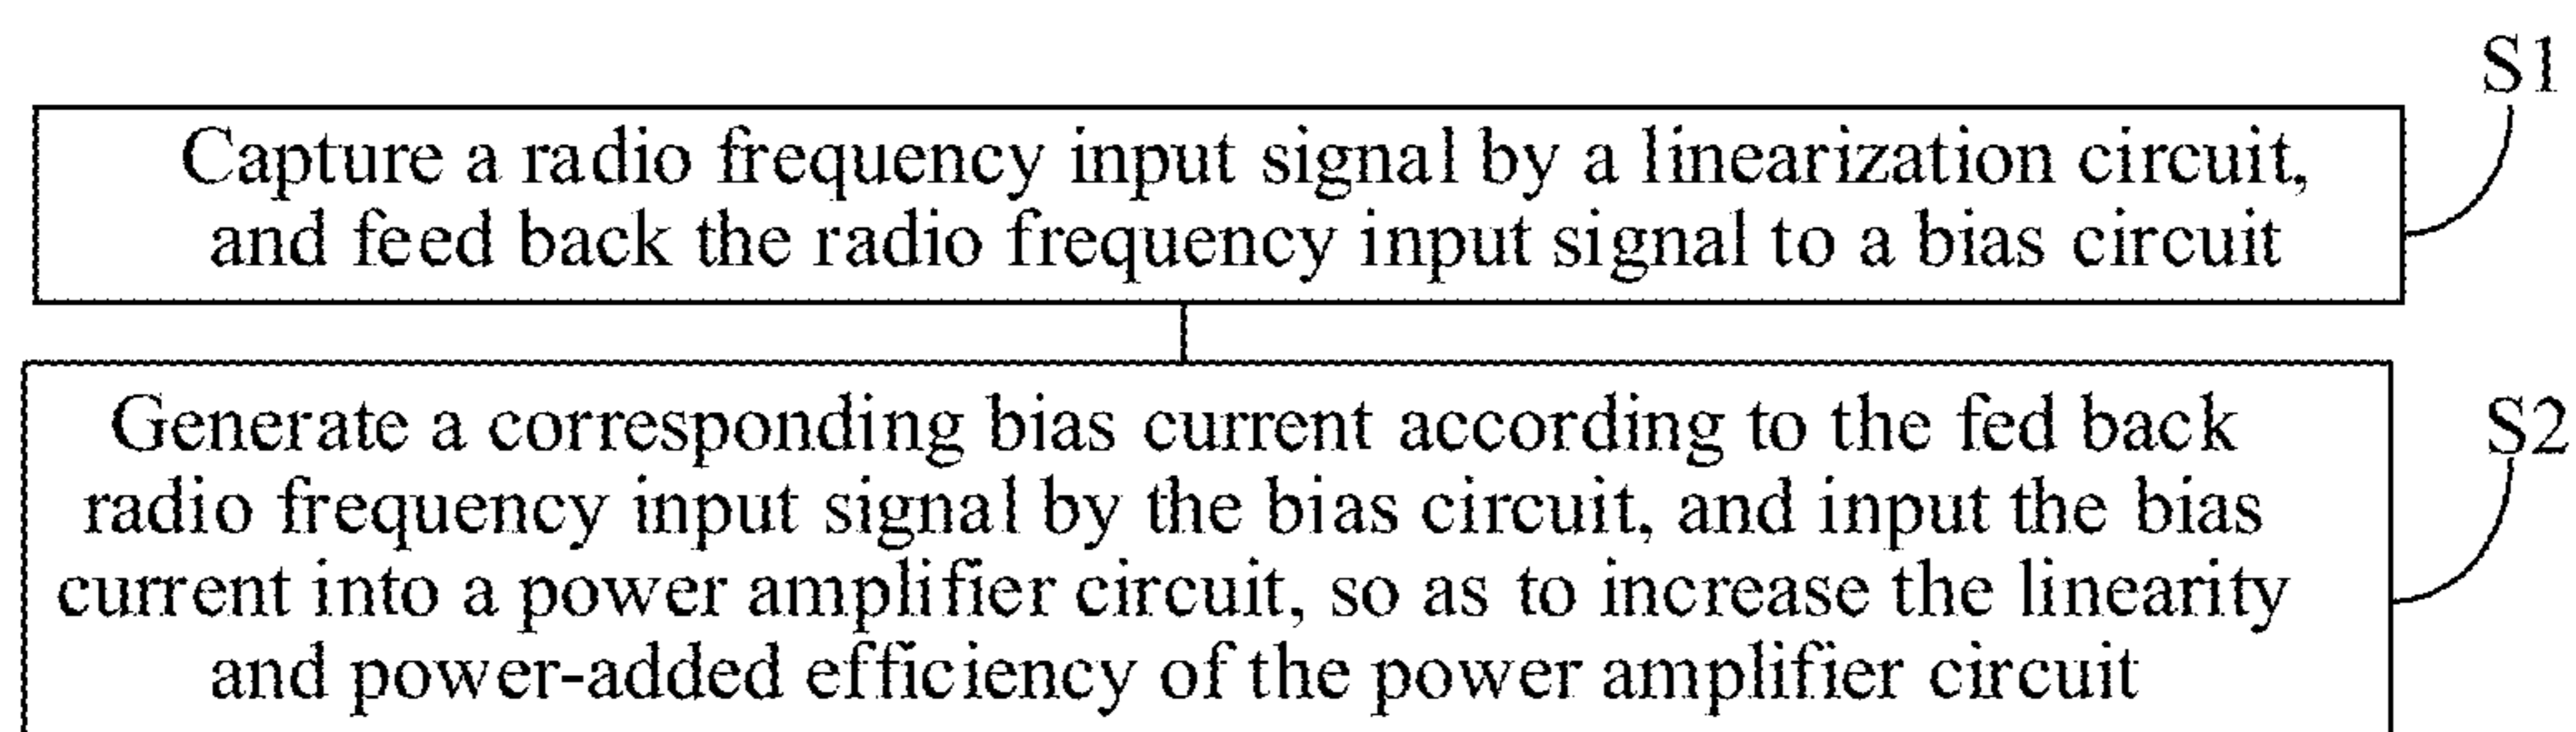 S1
Capture a radio frequency input signal by a linearization circuit,
and feed back the radio frequency input signal to a bias circuit
Generate a corresponding bias current according to the fed back
S2
radio frequency input signal by the bias circuit, and input the bias
current into a power amplifier circuit, so as to increase the linearity
and power-added efficiency of the power amplifier circuit